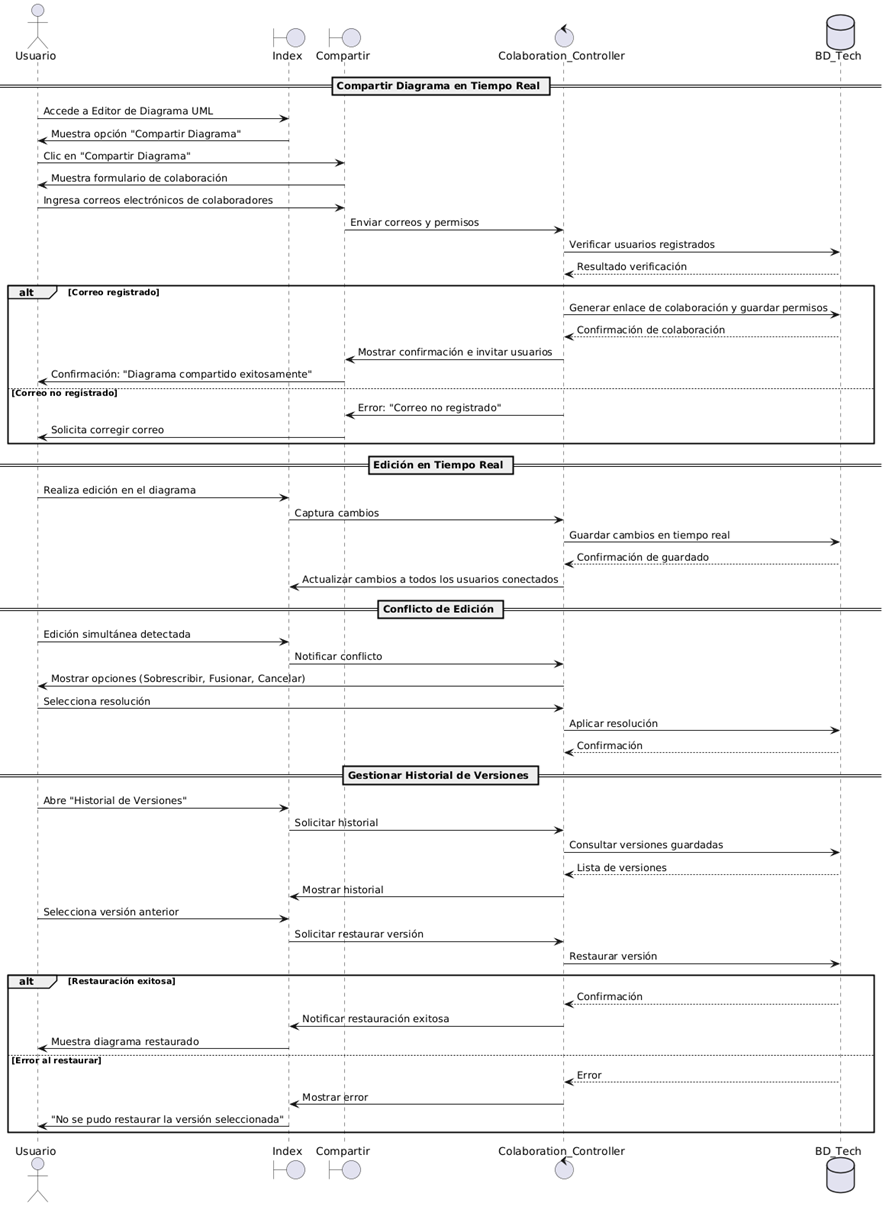 Usuario
Index
Compartir
Colaboration_Controller
BD_Tech
Compartir Diagrama en Tiempo Real
Accede a Editor de Diagrama UML
Muestra opción "Compartir Diagrama"
Clic en "Compartir Diagrama"
Muestra formulario de colaboración
Ingresa correos electrónicos de colaboradores
Enviar correos y permisos
Verificar usuarios registrados
Resultado verificación
alt
[Correo registrado]
Generar enlace de colaboración y guardar permisos
Confirmación de colaboración
Mostrar confirmación e invitar usuarios
Confirmación: "Diagrama compartido exitosamente"
[Correo no registrado]
Error: "Correo no registrado"
Solicita corregir correo
Edición en Tiempo Real
Realiza edición en el diagrama
Captura cambios
Guardar cambios en tiempo real
Confirmación de guardado
Actualizar cambios a todos los usuarios conectados
Conflicto de Edición
Edición simultánea detectada
Notificar conflicto
Mostrar opciones (Sobrescribir, Fusionar, Cancelar)
Selecciona resolución
Aplicar resolución
Confirmación
Gestionar Historial de Versiones
Abre "Historial de Versiones"
Solicitar historial
Consultar versiones guardadas
Lista de versiones
Mostrar historial
Selecciona versión anterior
Solicitar restaurar versión
Restaurar versión
alt
[Restauración exitosa]
Confirmación
Notificar restauración exitosa
Muestra diagrama restaurado
[Error al restaurar]
Error
Mostrar error
"No se pudo restaurar la versión seleccionada"
Usuario
Index
Compartir
Colaboration_Controller
BD_Tech